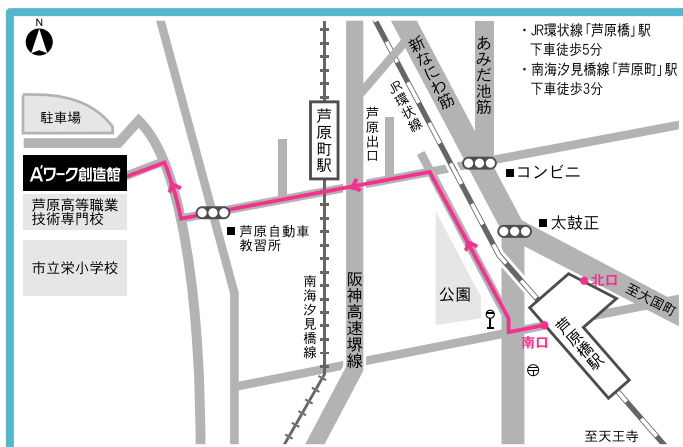 N
・JR環状線「芦原橋」駅
下車徒歩5分
・南海汐見橋線「芦原町」駅
下車徒歩3分
新なにわ筋
あみだ池筋
JR環状線
駐車場
芦原町駅
芦原出口
A'ワーク創造館
芦原高等職業
技術専門校
市立栄小学校
芦原自動車
教習所
コンビニ
太鼓正
南海汐見橋線
阪神高速堺線
公園
北口
至大国町
南口
芦原橋駅
至天王寺